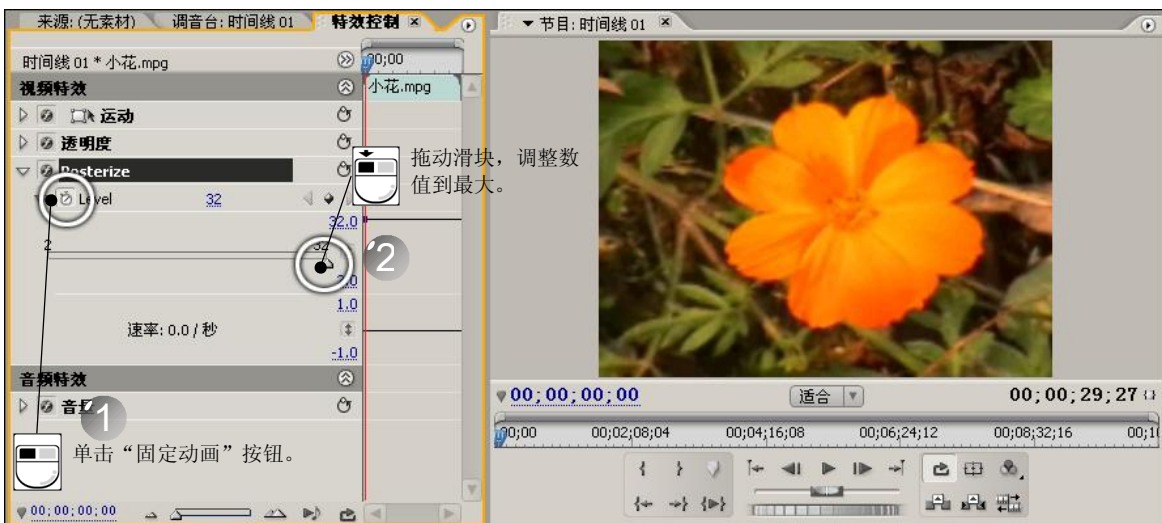 来源: (无素材)
调音台: 时间线 01
特效控制
节目: 时间线 01
时间线 01 * 小花.mpg
00;00
视频特效
小花.mpg
运动
透明度
拖动滑块，调整数
值到最大。
Posterize
Level
32
32.0
2
32
2
2.0
1.0
速率: 0.0 / 秒
-1.0
音频特效
音量
1
单击“固定动画”按钮。
00;00;00;00
00;00;00;00
适合
00;00;29;27
00;00
00;02;08;04
00;04;16;08
00;06;24;12
00;08;32;16